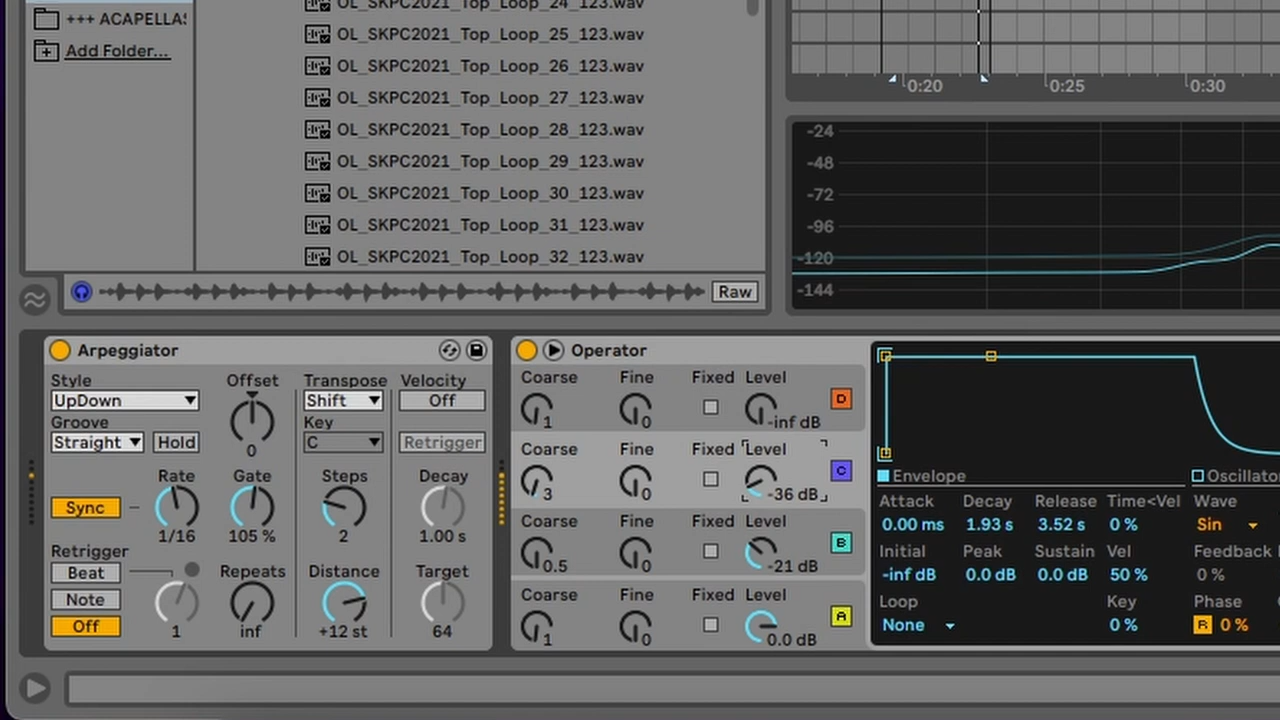 OL_SKPC2021_Top_Loop_24_123.wav
+++ ACAPELLAS
OL_SKPC2021_Top_Loop_25_123.wav
Add Folder...
OL_SKPC2021_Top_Loop_26_123.wav
OL_SKPC2021_Top_Loop_27_123.wav
OL_SKPC2021_Top_Loop_28_123.wav
OL_SKPC2021_Top_Loop_29_123.wav
OL_SKPC2021_Top_Loop_30_123.wav
OL_SKPC2021_Top_Loop_31_123.wav
OL_SKPC2021_Top_Loop_32_123.wav
Raw
0:20 0:25 0:30
-24
-48
-72
-96
-120
-144
Arpeggiator
Style
UpDown
Groove
Straight Hold
Offset
0
Transpose
Shift
Key
C
Velocity
Off
Retrigger
Sync
Rate
1/16
Gate
105 %
Steps
2
Decay
1.00 s
Retrigger
Beat
Note
Off
1
Repeats
inf
Distance
+12 st
Target
64
Operator
Coarse Fine Fixed Level
1 0 -inf dB D
Coarse Fine Fixed Level
3 0 -36 dB C
Coarse Fine Fixed Level
0.5 0 -21 dB B
Coarse Fine Fixed Level
1 0 0.0 dB A
Envelope
Attack Decay Release Time<Vel
0.00 ms 1.93 s 3.52 s 0 %
Initial Peak Sustain Vel
-inf dB 0.0 dB 0.0 dB 50 %
Loop Key
None 0 %
Oscillato
Wave
Sin
Feedback
0 %
Phase
R 0 %